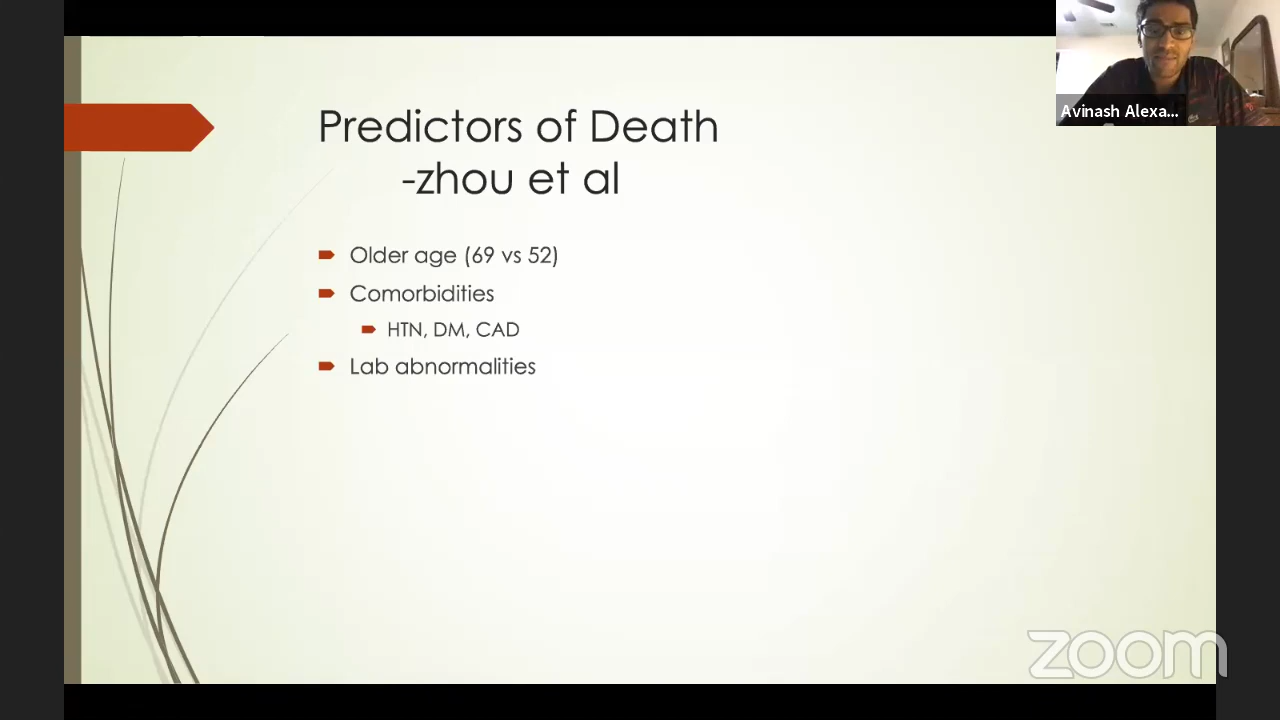 Predictors of Death
-zhou et al
Older age (69 vs 52)
Comorbidities
HTN, DM, CAD
Lab abnormalities
Avinash Alexa...
zoom